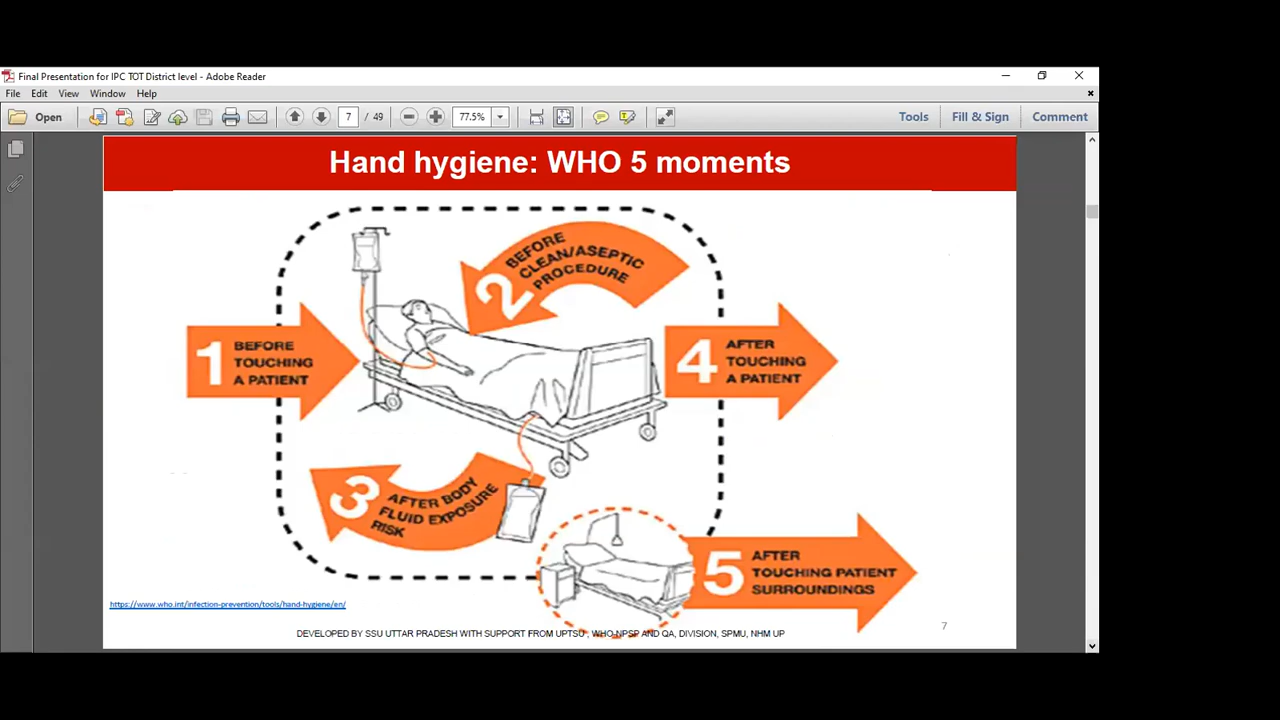 Final Presentation for IPC TOT District level - Adobe Reader
File Edit View Window Help
Open 7 / 49 77.5% Tools Fill & Sign Comment
Hand hygiene: WHO 5 moments
1 BEFORE
TOUCHING
A PATIENT
2 BEFORE
CLEAN/ASEPTIC
PROCEDURE
3 AFTER BODY
FLUID EXPOSURE
RISK
4 AFTER
TOUCHING
A PATIENT
5 AFTER
TOUCHING PATIENT
SURROUNDINGS
https://www.who.int/infection-prevention/tools/hand-hygiene/en/
7
DEVELOPED BY SSU UTTAR PRADESH WITH SUPPORT FROM UPTSU , WHO-NPSP AND QA, DIVISION, SPMU, NHM UP